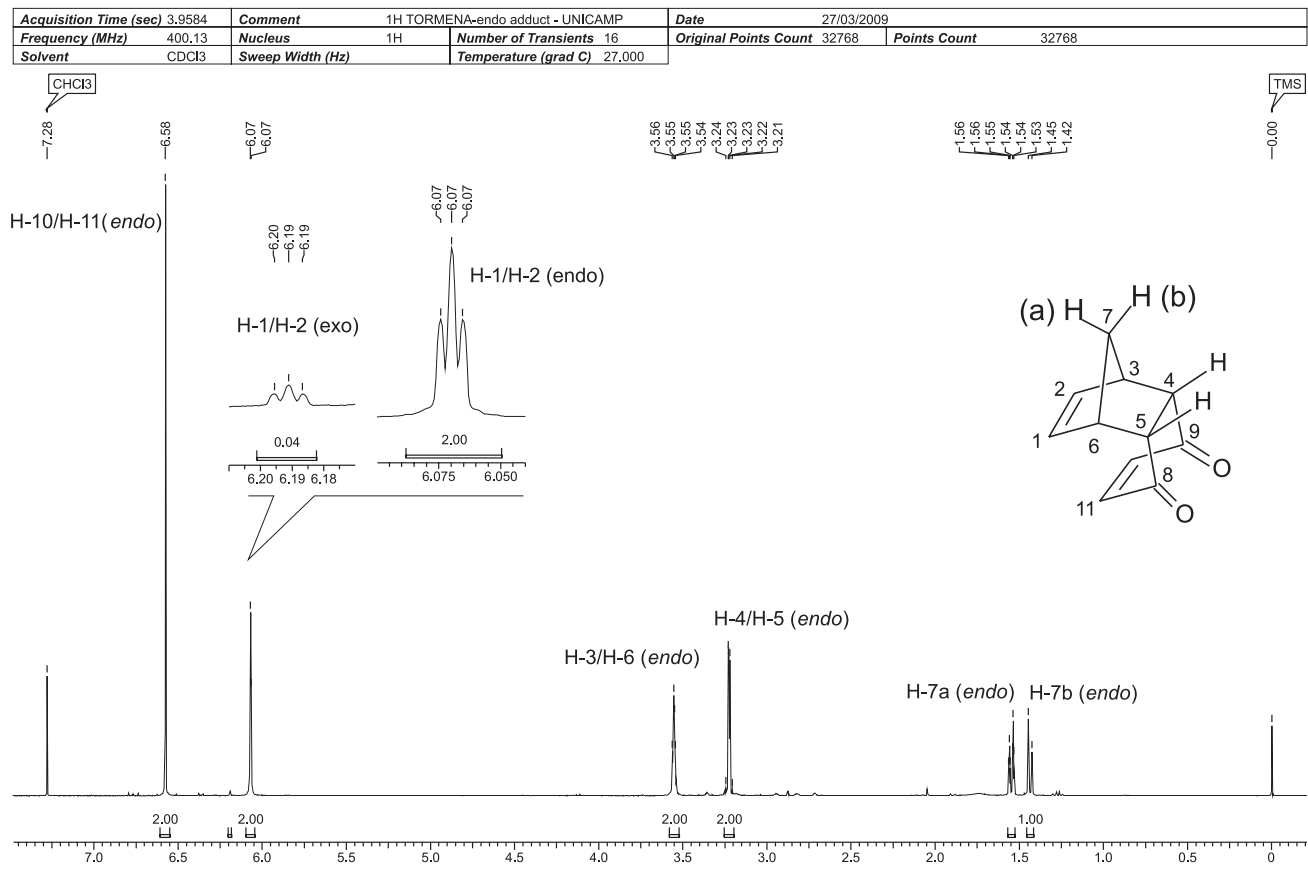 Acquisition Time (sec) 3.9584 Comment 1H TORMENA-endo adduct - UNICAMP Date 27/03/2009
Frequency (MHz) 400.13 Nucleus 1H Number of Transients 16 Original Points Count 32768 Points Count 32768
Solvent CDCl3 Sweep Width (Hz) Temperature (grad C) 27.000
CHCl3
TMS
7.28
6.58
6.07
6.07
3.56
3.55
3.55
3.54
3.24
3.23
3.23
3.22
3.21
1.56
1.56
1.55
1.54
1.54
1.53
1.45
1.42
0.00
H-10/H-11(endo)
6.20
6.19
6.19
6.07
6.07
6.07
H-1/H-2 (exo)
H-1/H-2 (endo)
0.04
6.20 6.19 6.18
2.00
6.075 6.050
(a) H
H (b)
7
3
H
2
4
H
5
1
6
9
O
8
11
O
H-3/H-6 (endo)
H-4/H-5 (endo)
H-7a (endo)
H-7b (endo)
2.00 2.00 2.00 2.00 1.00
7.0 6.5 6.0 5.5 5.0 4.5 4.0 3.5 3.0 2.5 2.0 1.5 1.0 0.5 0